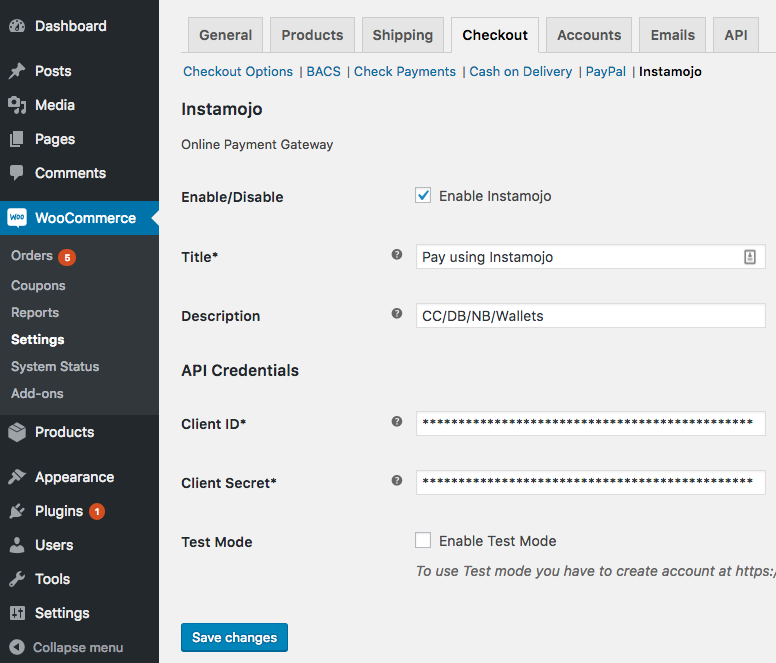 Dashboard
Posts
Media
Pages
Comments
WooCommerce
Orders 5
Coupons
Reports
Settings
System Status
Add-ons
Products
Appearance
Plugins 1
Users
Tools
Settings
Collapse menu
General Products Shipping Checkout Accounts Emails API
Checkout Options | BACS | Check Payments | Cash on Delivery | PayPal | Instamojo
Instamojo
Online Payment Gateway
Enable/Disable Enable Instamojo
Title* Pay using Instamojo
Description CC/DB/NB/Wallets
API Credentials
Client ID* **********************************************
Client Secret* **********************************************
Test Mode Enable Test Mode
To use Test mode you have to create account at https:/
Save changes